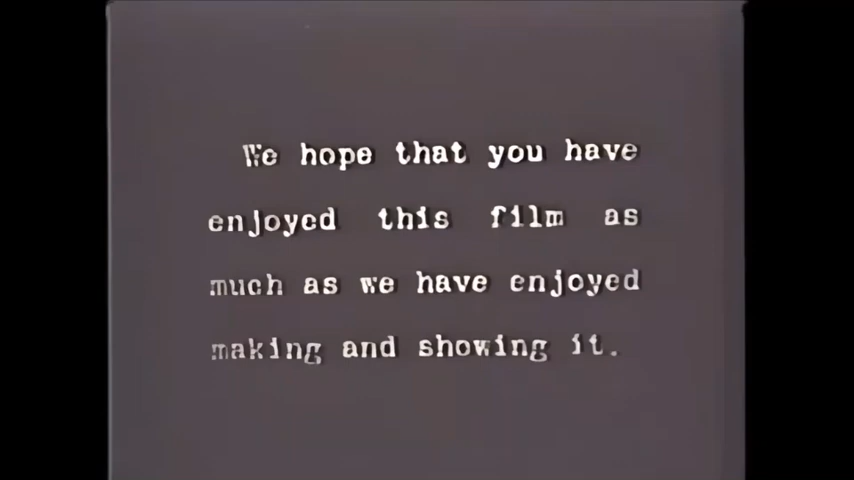 We hope that you have
enjoyed this film as
much as we have enjoyed
making and showing it.